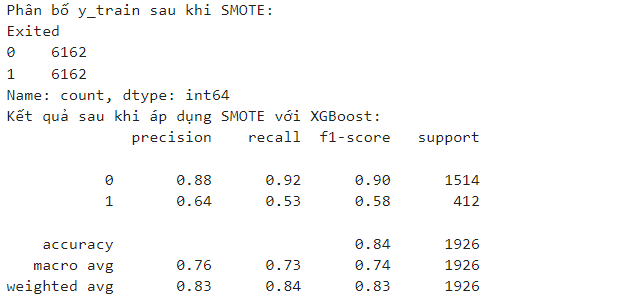 Phân bố y_train sau khi SMOTE:
Exited
0    6162
1    6162
Name: count, dtype: int64
Kết quả sau khi áp dụng SMOTE với XGBoost:
              precision    recall  f1-score   support

           0       0.88      0.92      0.90      1514
           1       0.64      0.53      0.58       412

    accuracy                           0.84      1926
   macro avg       0.76      0.73      0.74      1926
weighted avg       0.83      0.84      0.83      1926